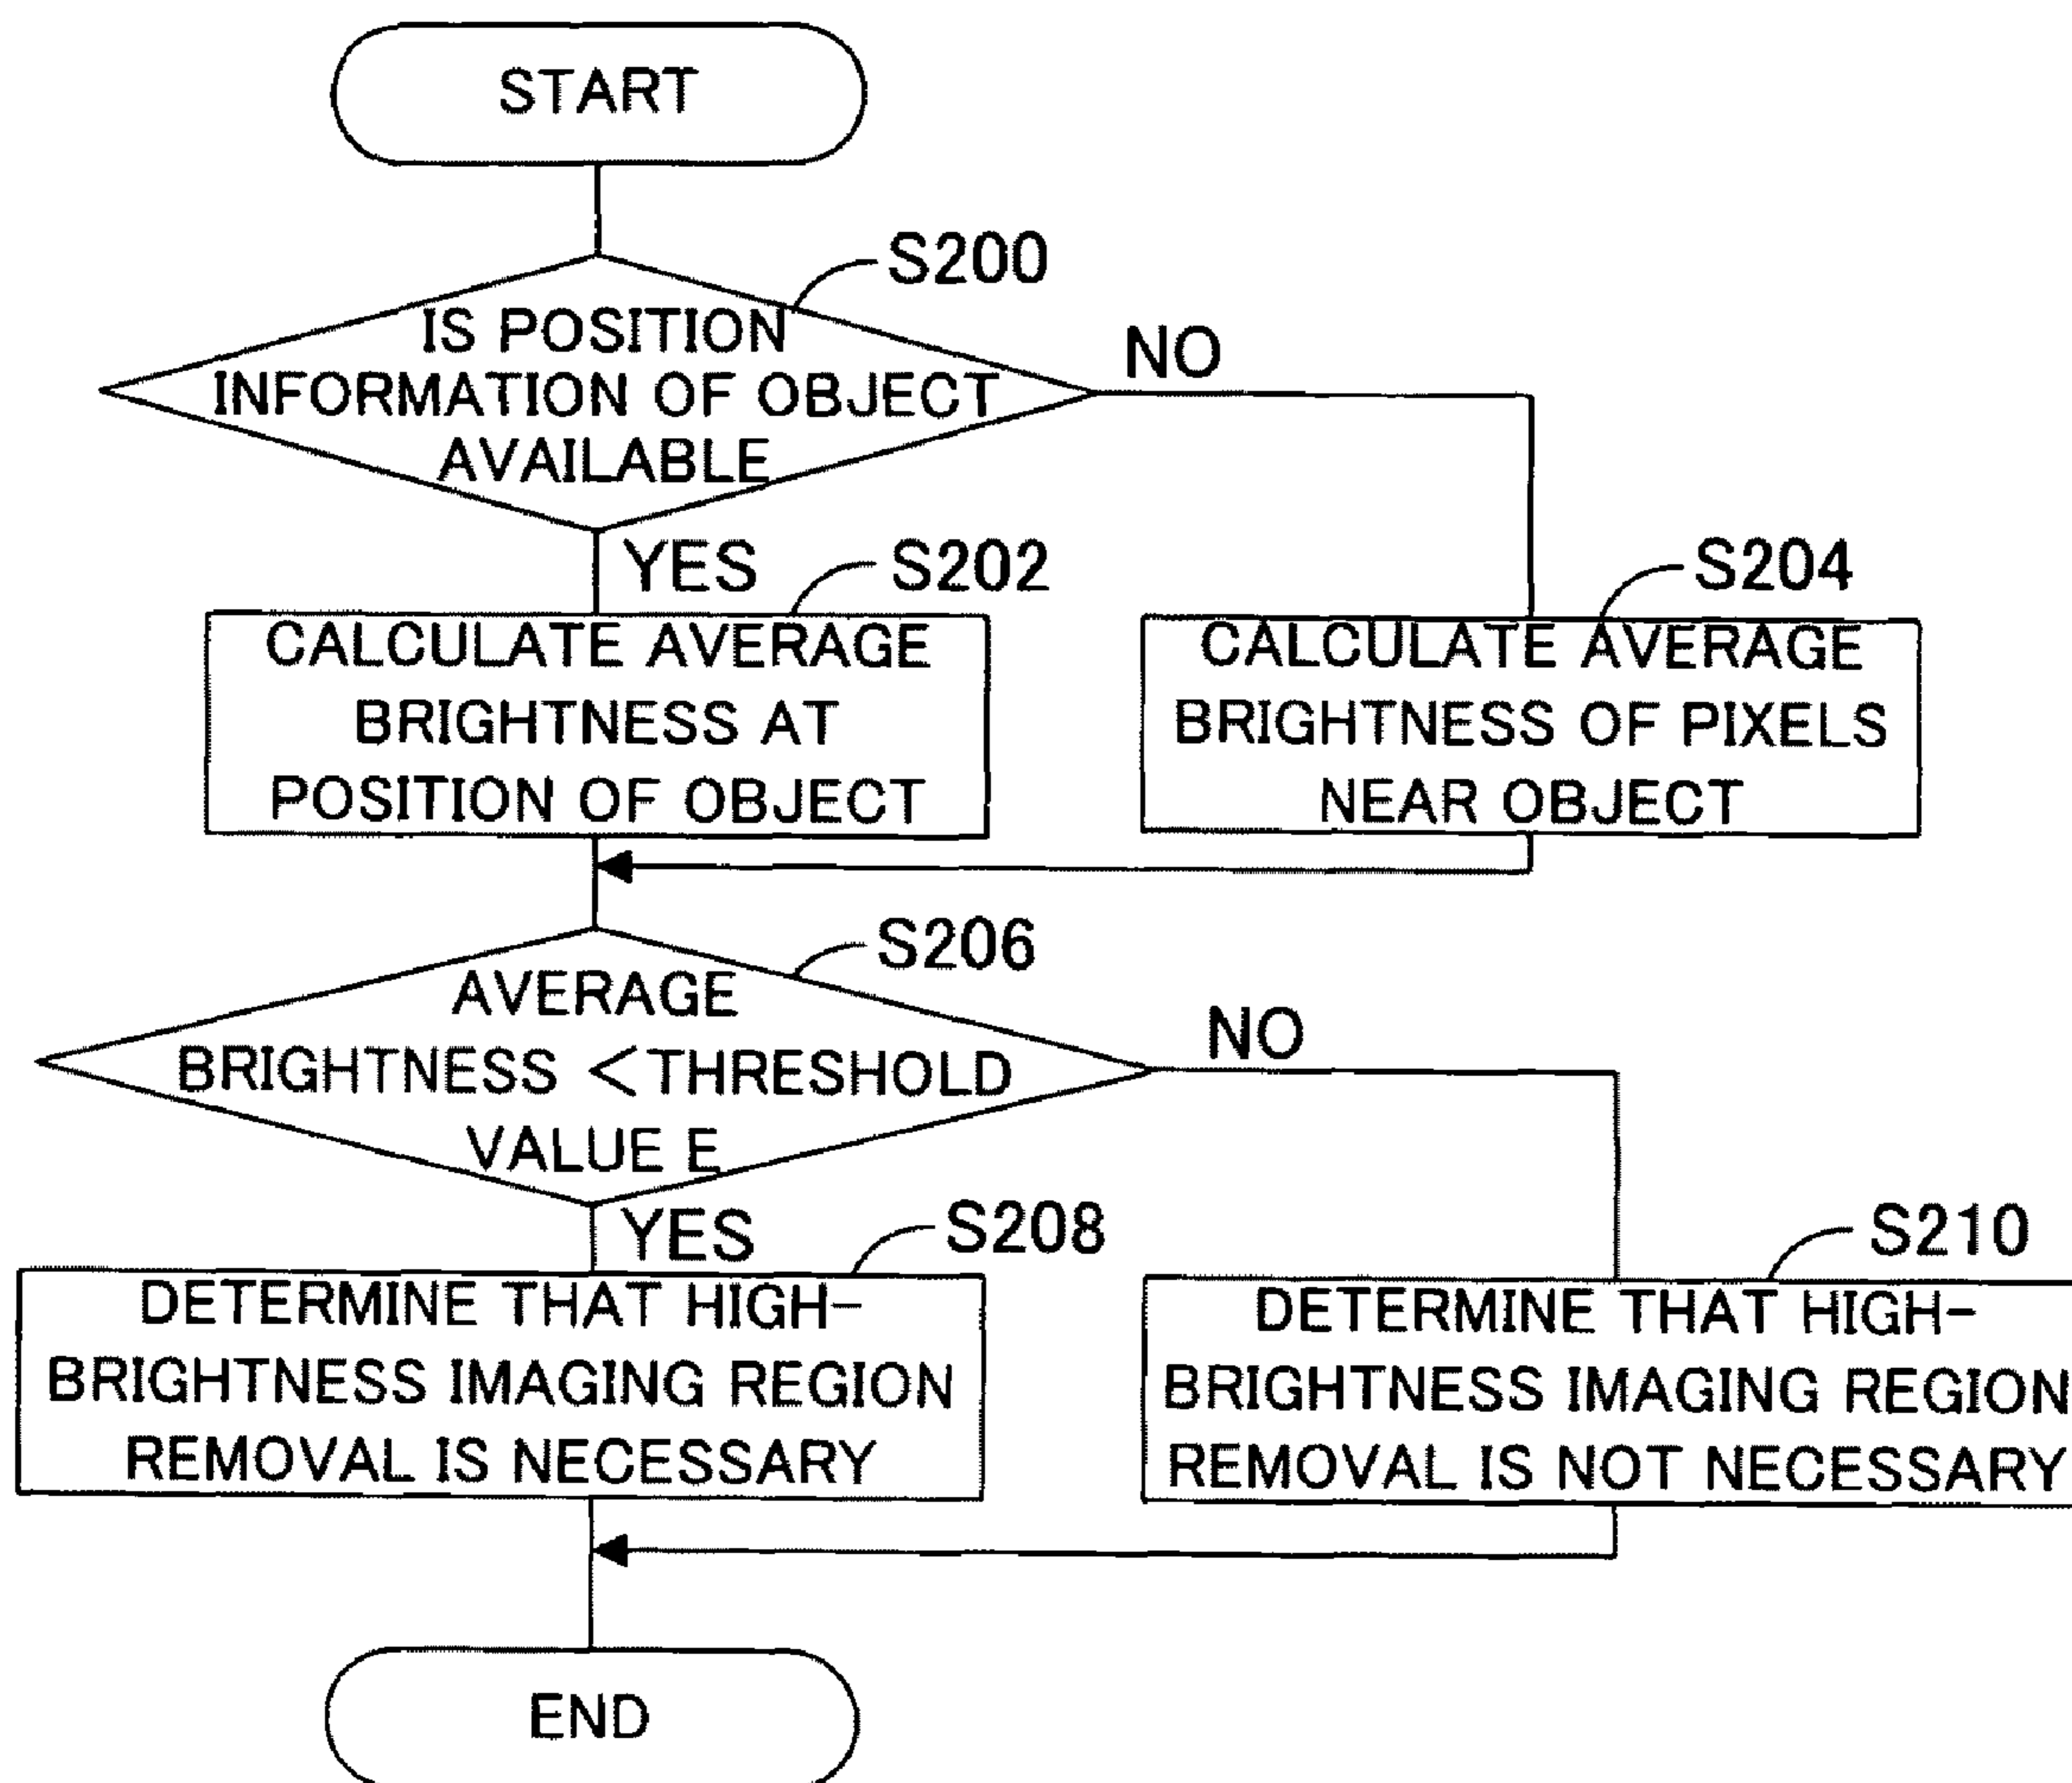 START
S200
IS POSITION
INFORMATION OF OBJECT
AVAILABLE
NO
YES
S202
CALCULATE AVERAGE
BRIGHTNESS AT
POSITION OF OBJECT
S204
CALCULATE AVERAGE
BRIGHTNESS OF PIXELS
NEAR OBJECT
S206
AVERAGE
BRIGHTNESS <THRESHOLD
VALUE E
NO
YES
S208
DETERMINE THAT HIGH-
BRIGHTNESS IMAGING REGION
REMOVAL IS NECESSARY
S210
DETERMINE THAT HIGH-
BRIGHTNESS IMAGING REGION
REMOVAL IS NOT NECESSARY
END